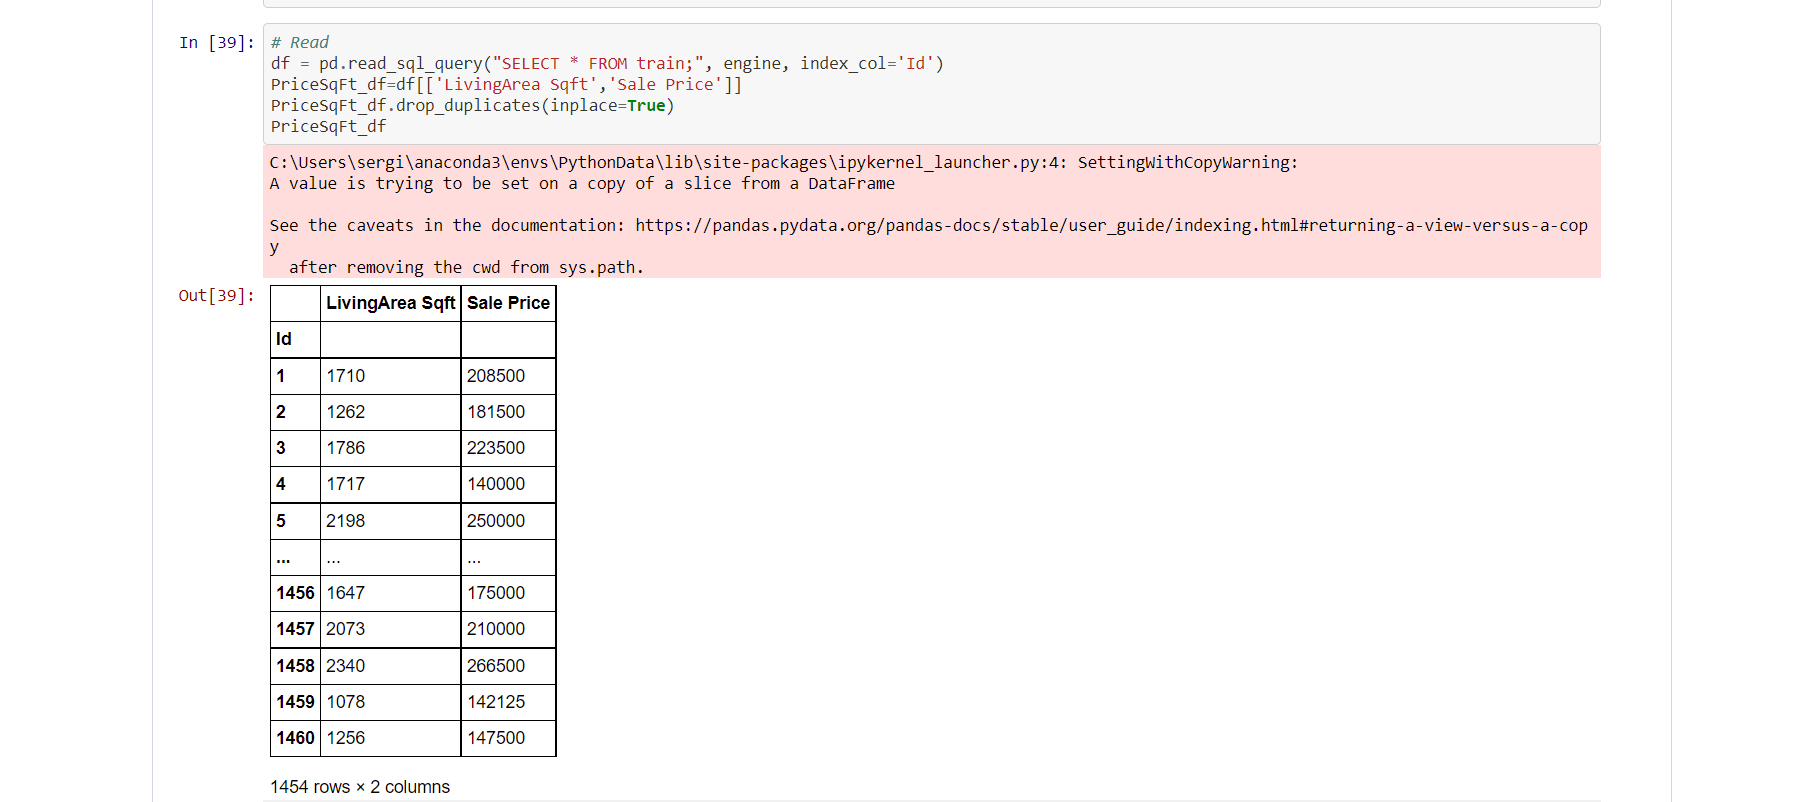 In [39]:
# Read
df = pd.read_sql_query("SELECT * FROM train;", engine, index_col='Id')
PriceSqFt_df=df[['LivingArea Sqft','Sale Price']]
PriceSqFt_df.drop_duplicates(inplace=True)
PriceSqFt_df
C:\Users\sergi\anaconda3\envs\PythonData\lib\site-packages\ipykernel_launcher.py:4: SettingWithCopyWarning:
A value is trying to be set on a copy of a slice from a DataFrame
See the caveats in the documentation: https://pandas.pydata.org/pandas-docs/stable/user_guide/indexing.html#returning-a-view-versus-a-cop
y
after removing the cwd from sys.path.
Out[39]:
LivingArea Sqft Sale Price
Id
1 1710 208500
2 1262 181500
3 1786 223500
4 1717 140000
5 2198 250000
... ... ...
1456 1647 175000
1457 2073 210000
1458 2340 266500
1459 1078 142125
1460 1256 147500
1454 rows × 2 columns